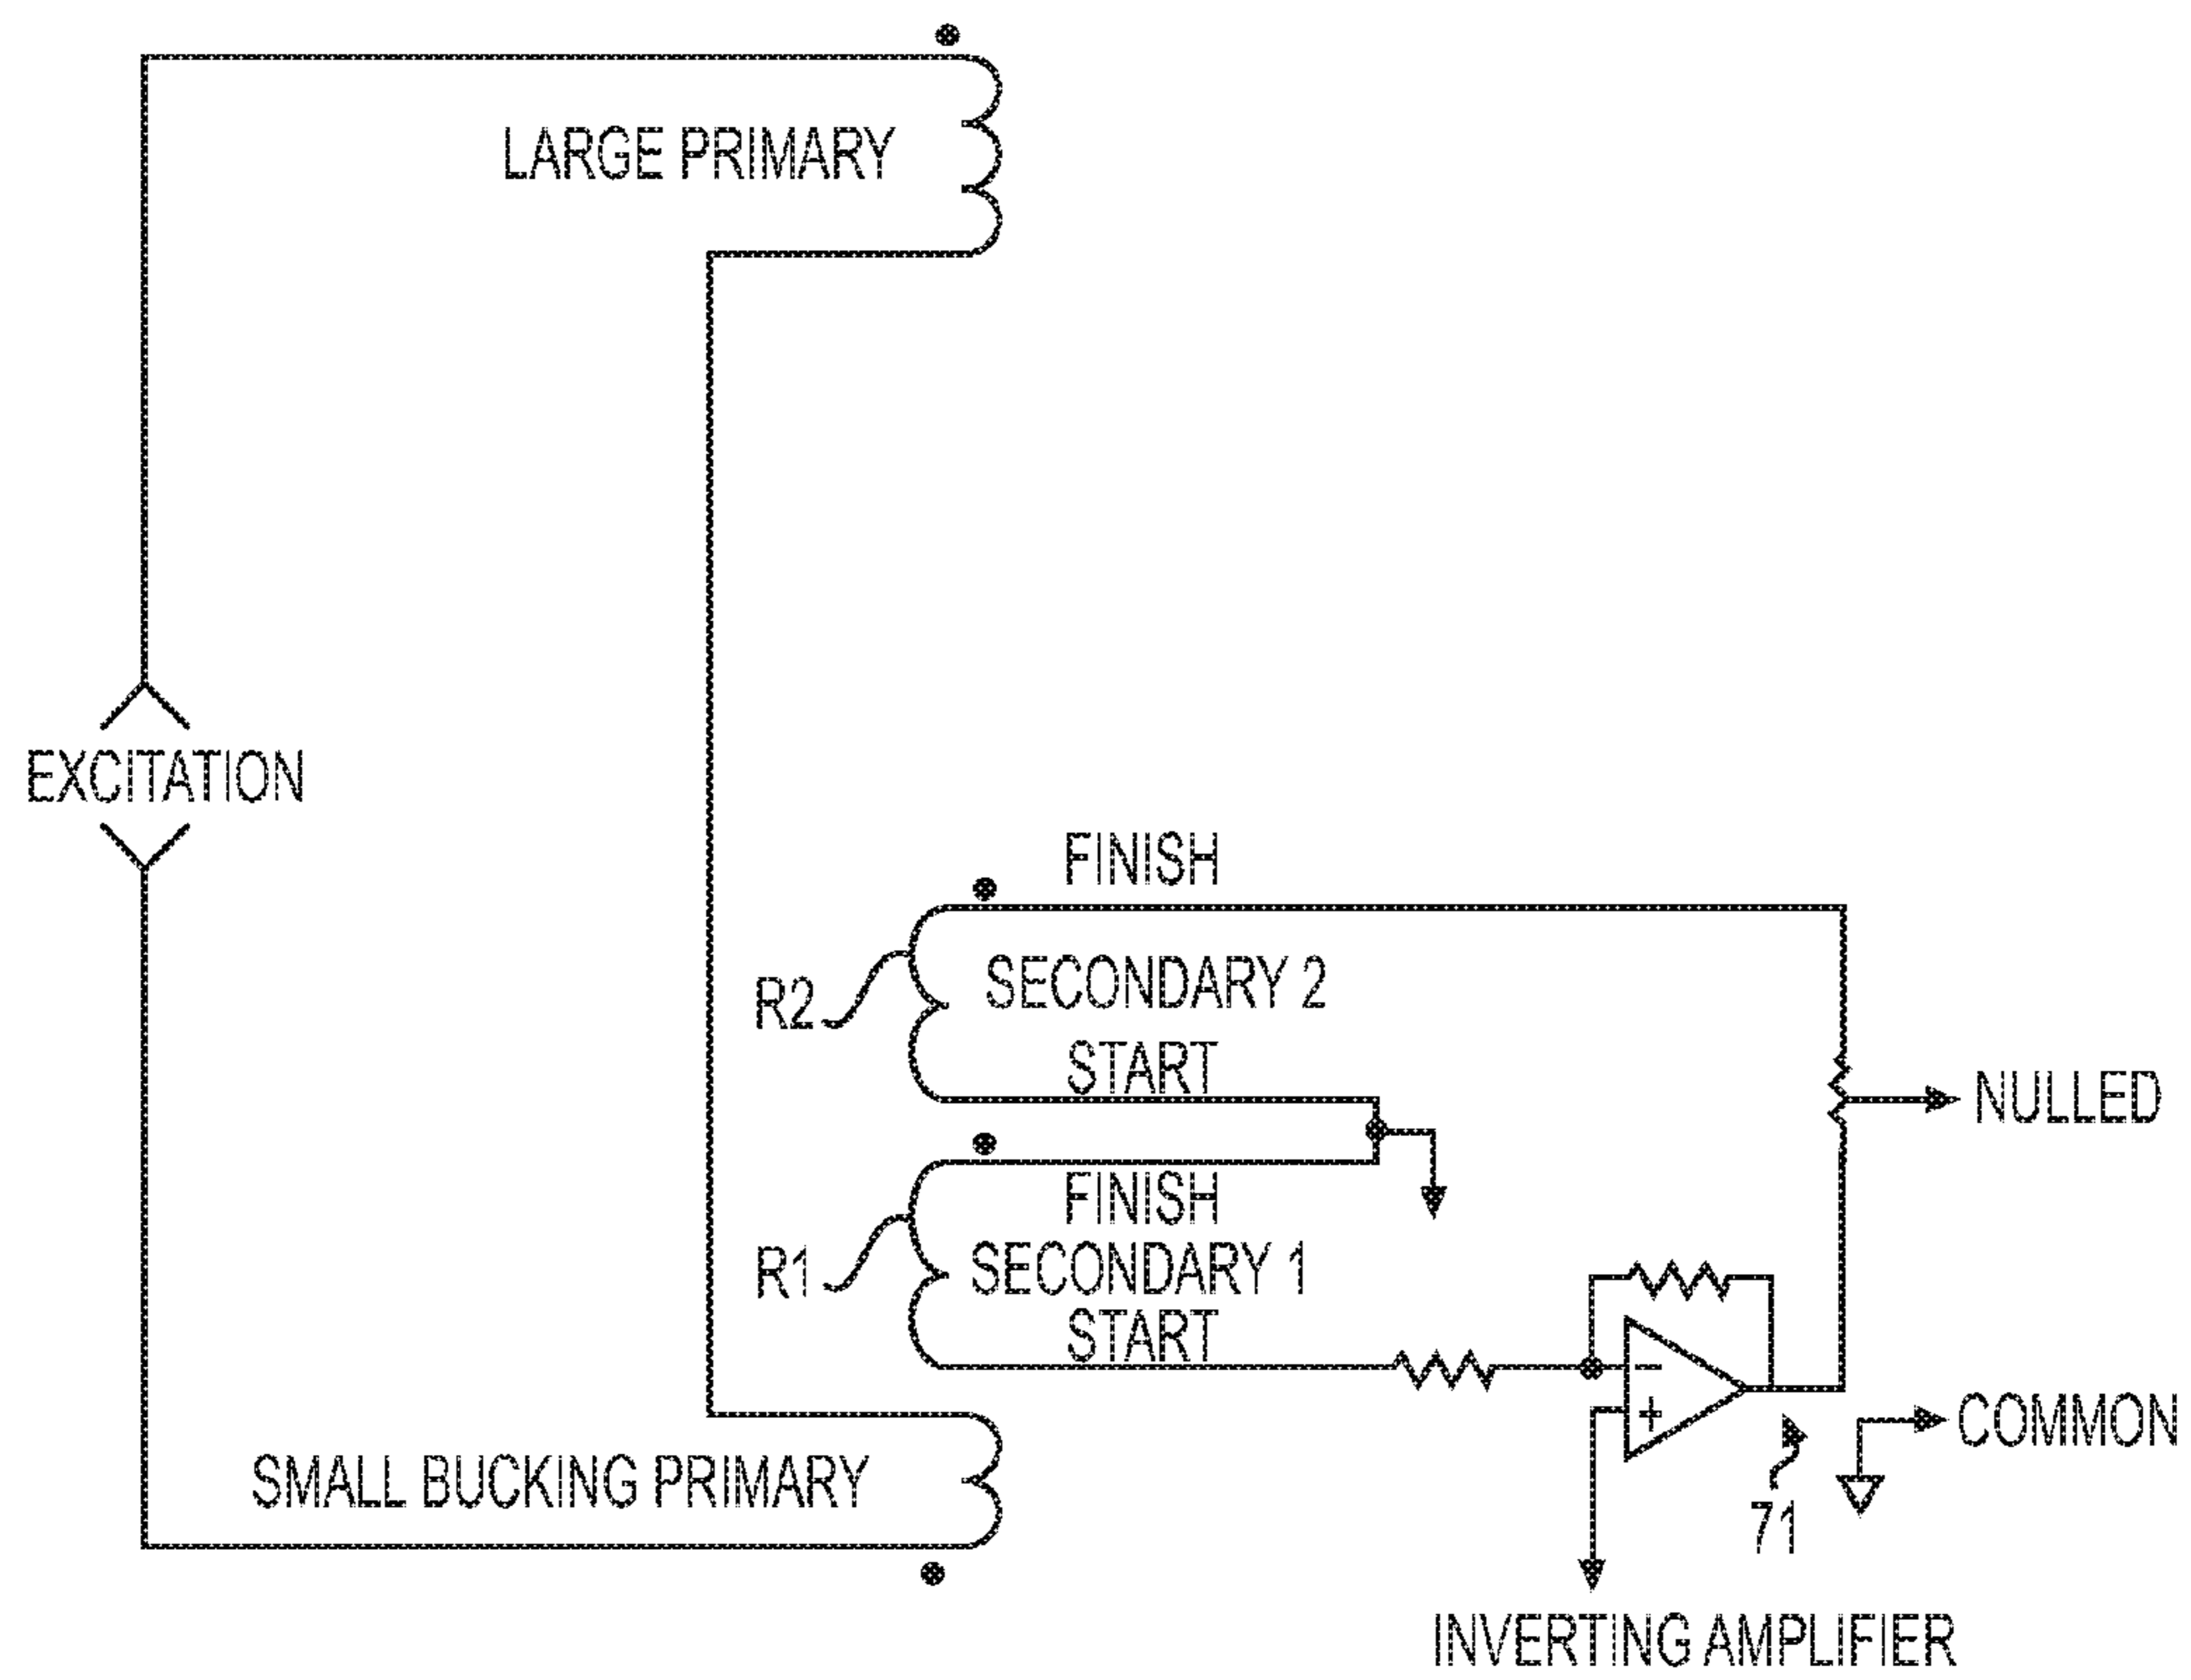 LARGE PRIMARY
EXCITATION
FINISH
R2
SECONDARY 2
START
NULLED
FINISH
R1
SECONDARY 1
START
−
+
COMMON
SMALL BUCKING PRIMARY
71
INVERTING AMPLIFIER